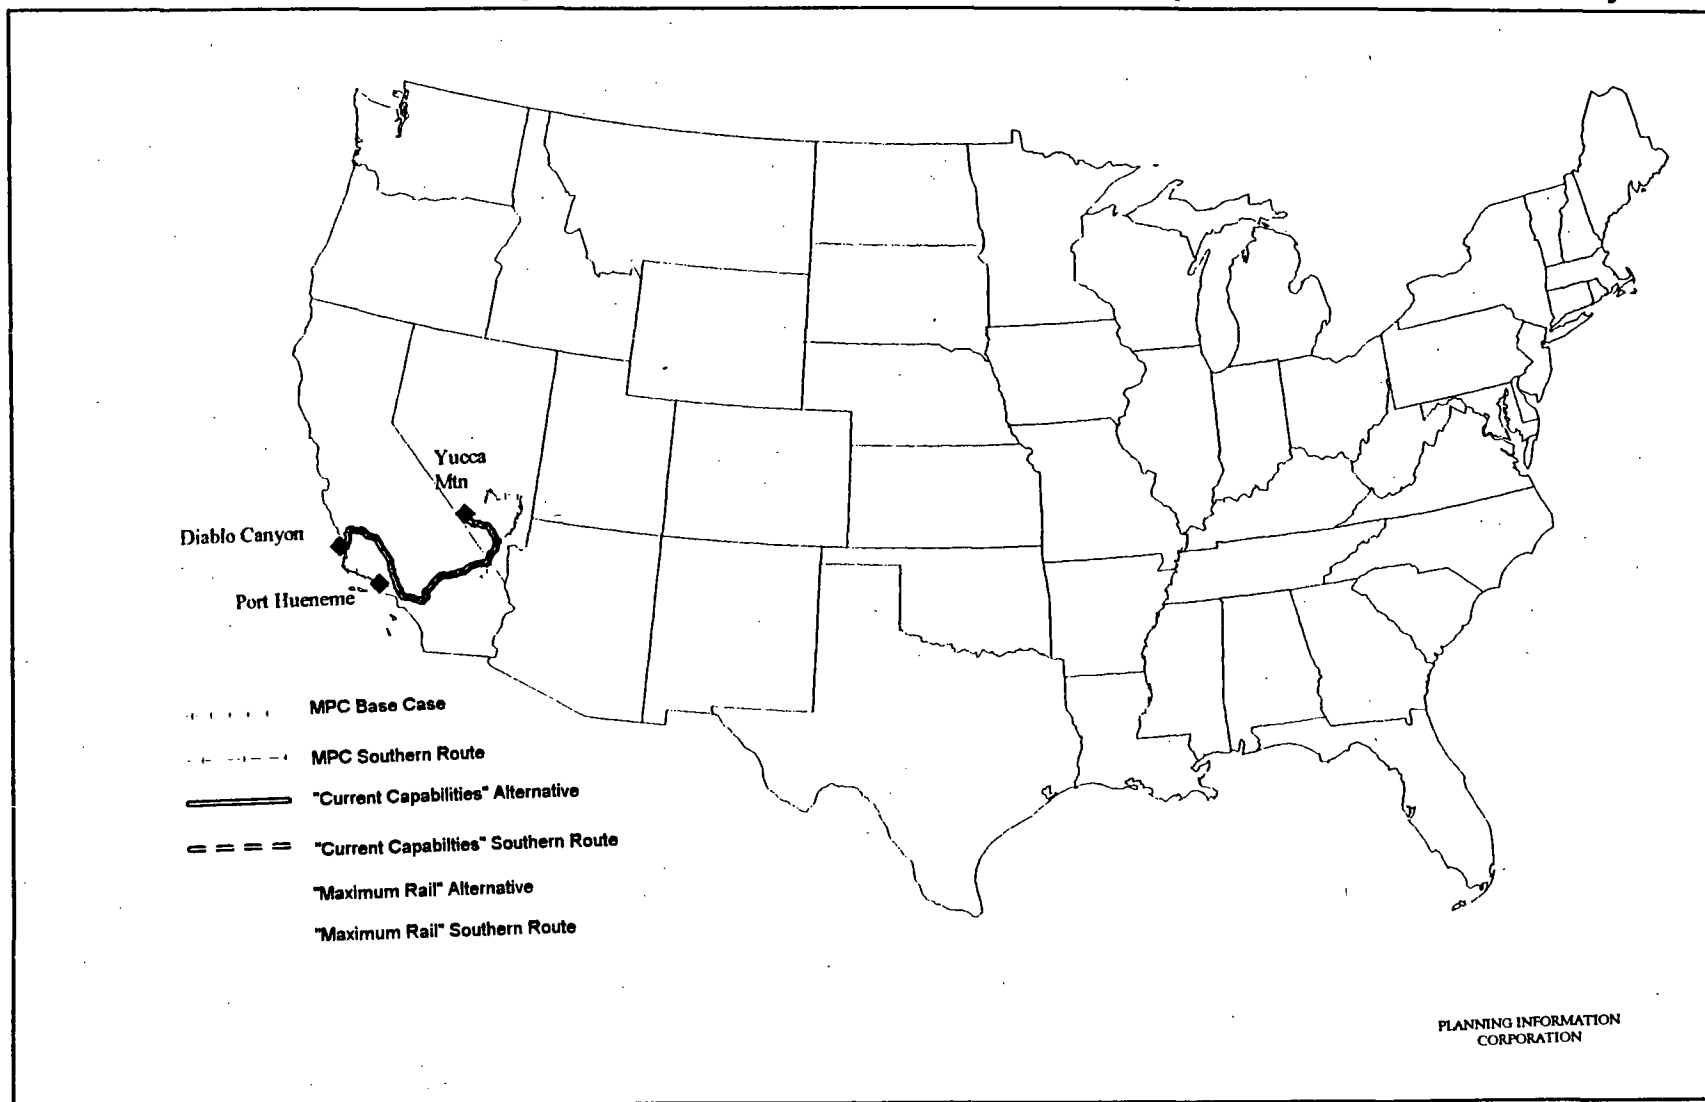 Yucca
Mtn
Diablo Canyon
Port Hueneme
MPC Base Case
MPC Southern Route
"Current Capabilities" Alternative
"Current Capabilties" Southern Route
"Maximum Rail" Alternative
"Maximum Rail" Southern Route
PLANNING INFORMATION
CORPORATION